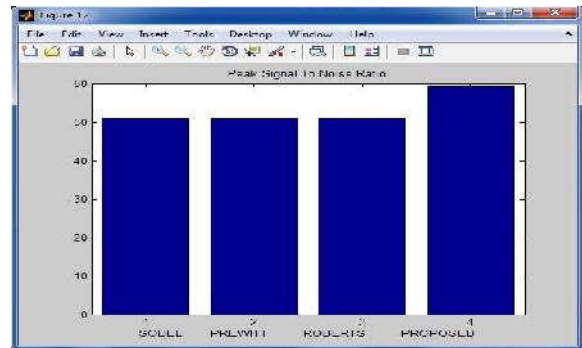 Figure 12
File Edit View Insert Tools Desktop Window Help
Peak Signal To Noise Ratio
60
50
40
30
20
10
0
1 2 3 4
SOBEL PREWITT ROBERTS PROPOSED